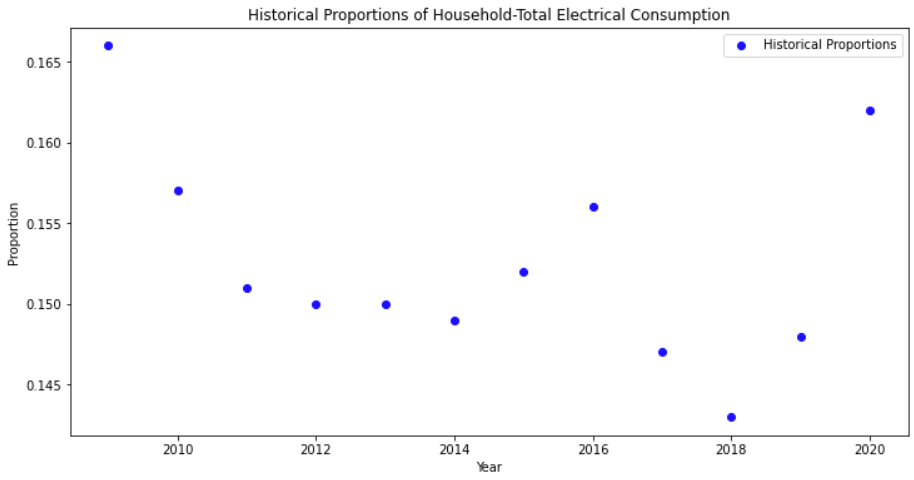 Historical Proportions of Household-Total Electrical Consumption
Historical Proportions
Proportion
0.165
0.160
0.155
0.150
0.145
2010 2012 2014 2016 2018 2020
Year